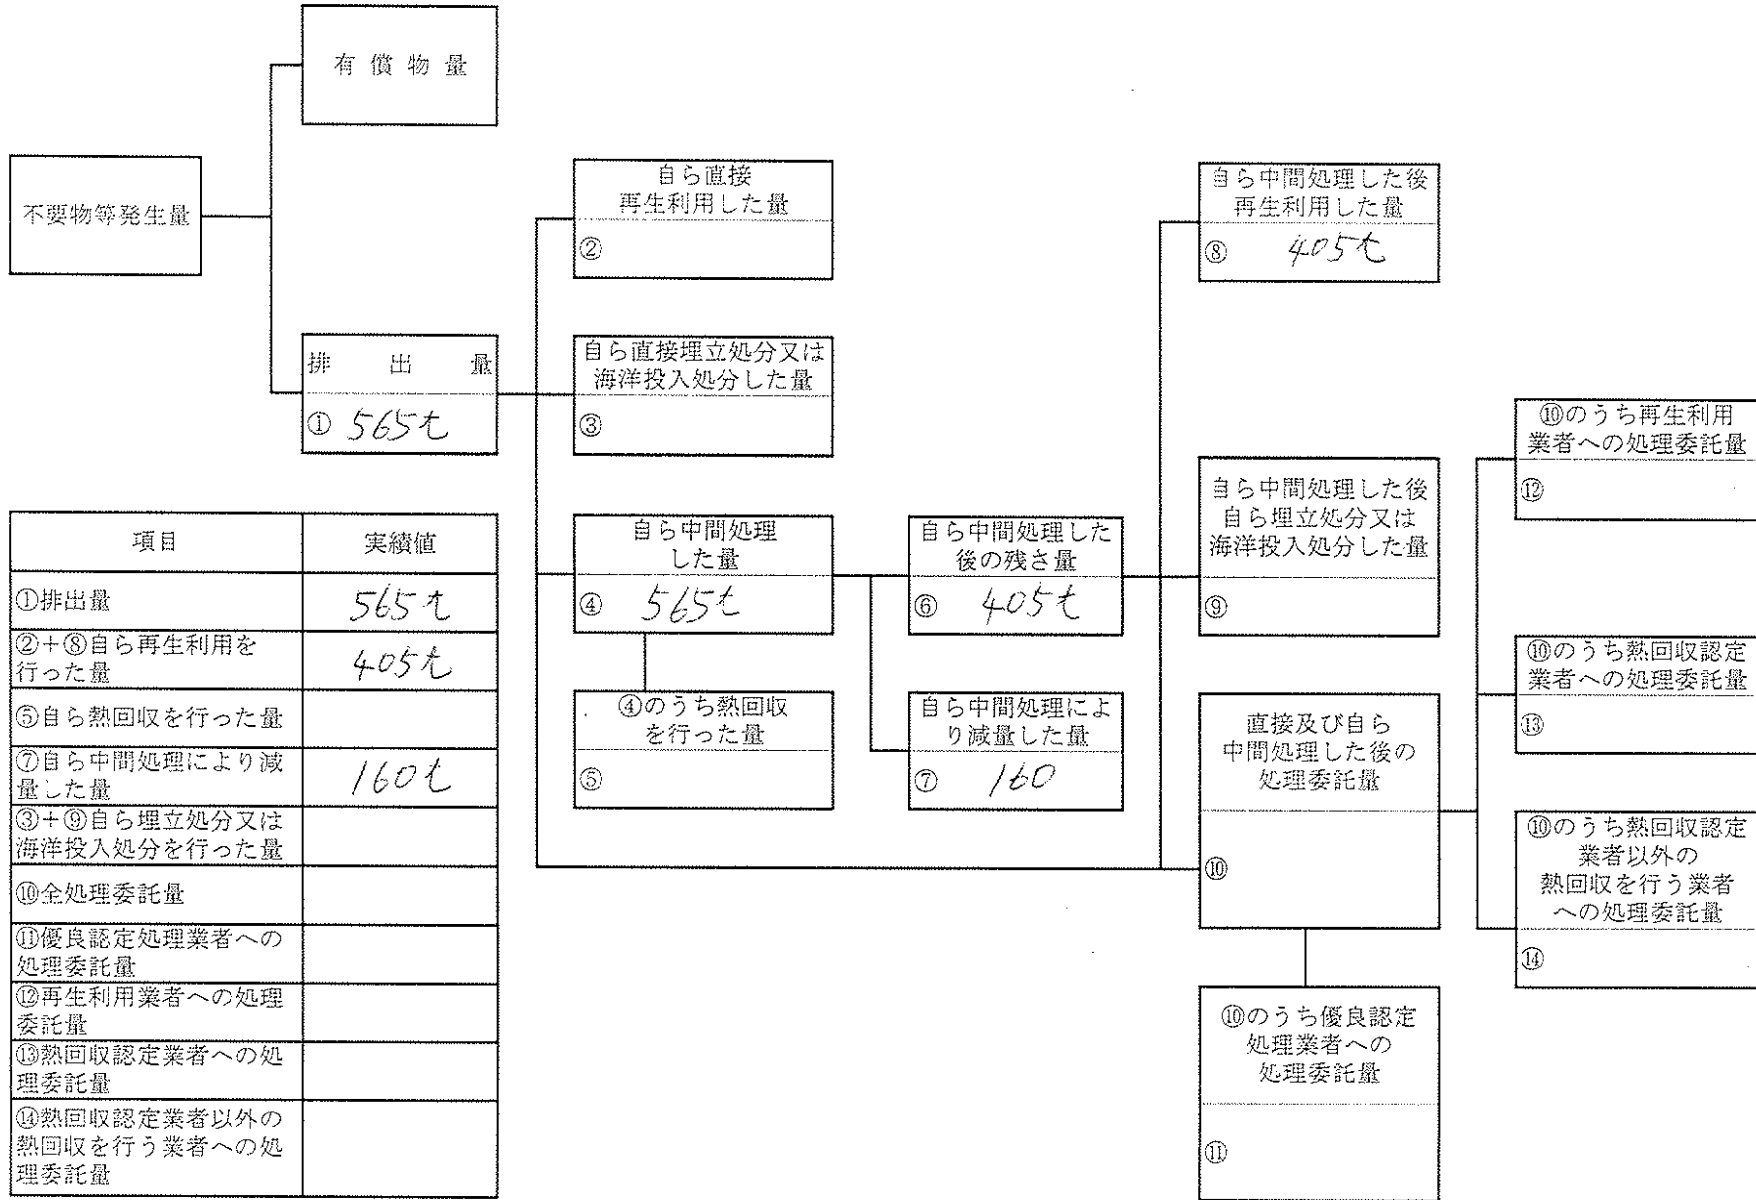 有償物量
不要物等発生量
排出量
① 565t
自ら直接
再生利用した量
②
自ら直接埋立処分又は
海洋投入処分した量
③
自ら中間処理
した量
④ 565t
④のうち熱回収
を行った量
⑤
自ら中間処理した
後の残さ量
⑥ 405t
自ら中間処理によ
り減量した量
⑦ 160
自ら中間処理した後
再生利用した量
⑧ 405t
自ら中間処理した後
自ら埋立処分又は
海洋投入処分した量
⑨
直接及び自ら
中間処理した後の
処理委託量
⑩
⑩のうち優良認定
処理業者への
処理委託量
⑪
⑩のうち再生利用
業者への処理委託量
⑫
⑩のうち熱回収認定
業者への処理委託量
⑬
⑩のうち熱回収認定
業者以外の
熱回収を行う業者
への処理委託量
⑭
項目 実績値
①排出量 565t
②+⑧自ら再生利用を
行った量 405t
⑤自ら熱回収を行った量
⑦自ら中間処理により減
量した量 160t
③+⑨自ら埋立処分又は
海洋投入処分を行った量
⑩全処理委託量
⑪優良認定処理業者への
処理委託量
⑫再生利用業者への処理
委託量
⑬熱回収認定業者への処
理委託量
⑭熱回収認定業者以外の
熱回収を行う業者への処
理委託量